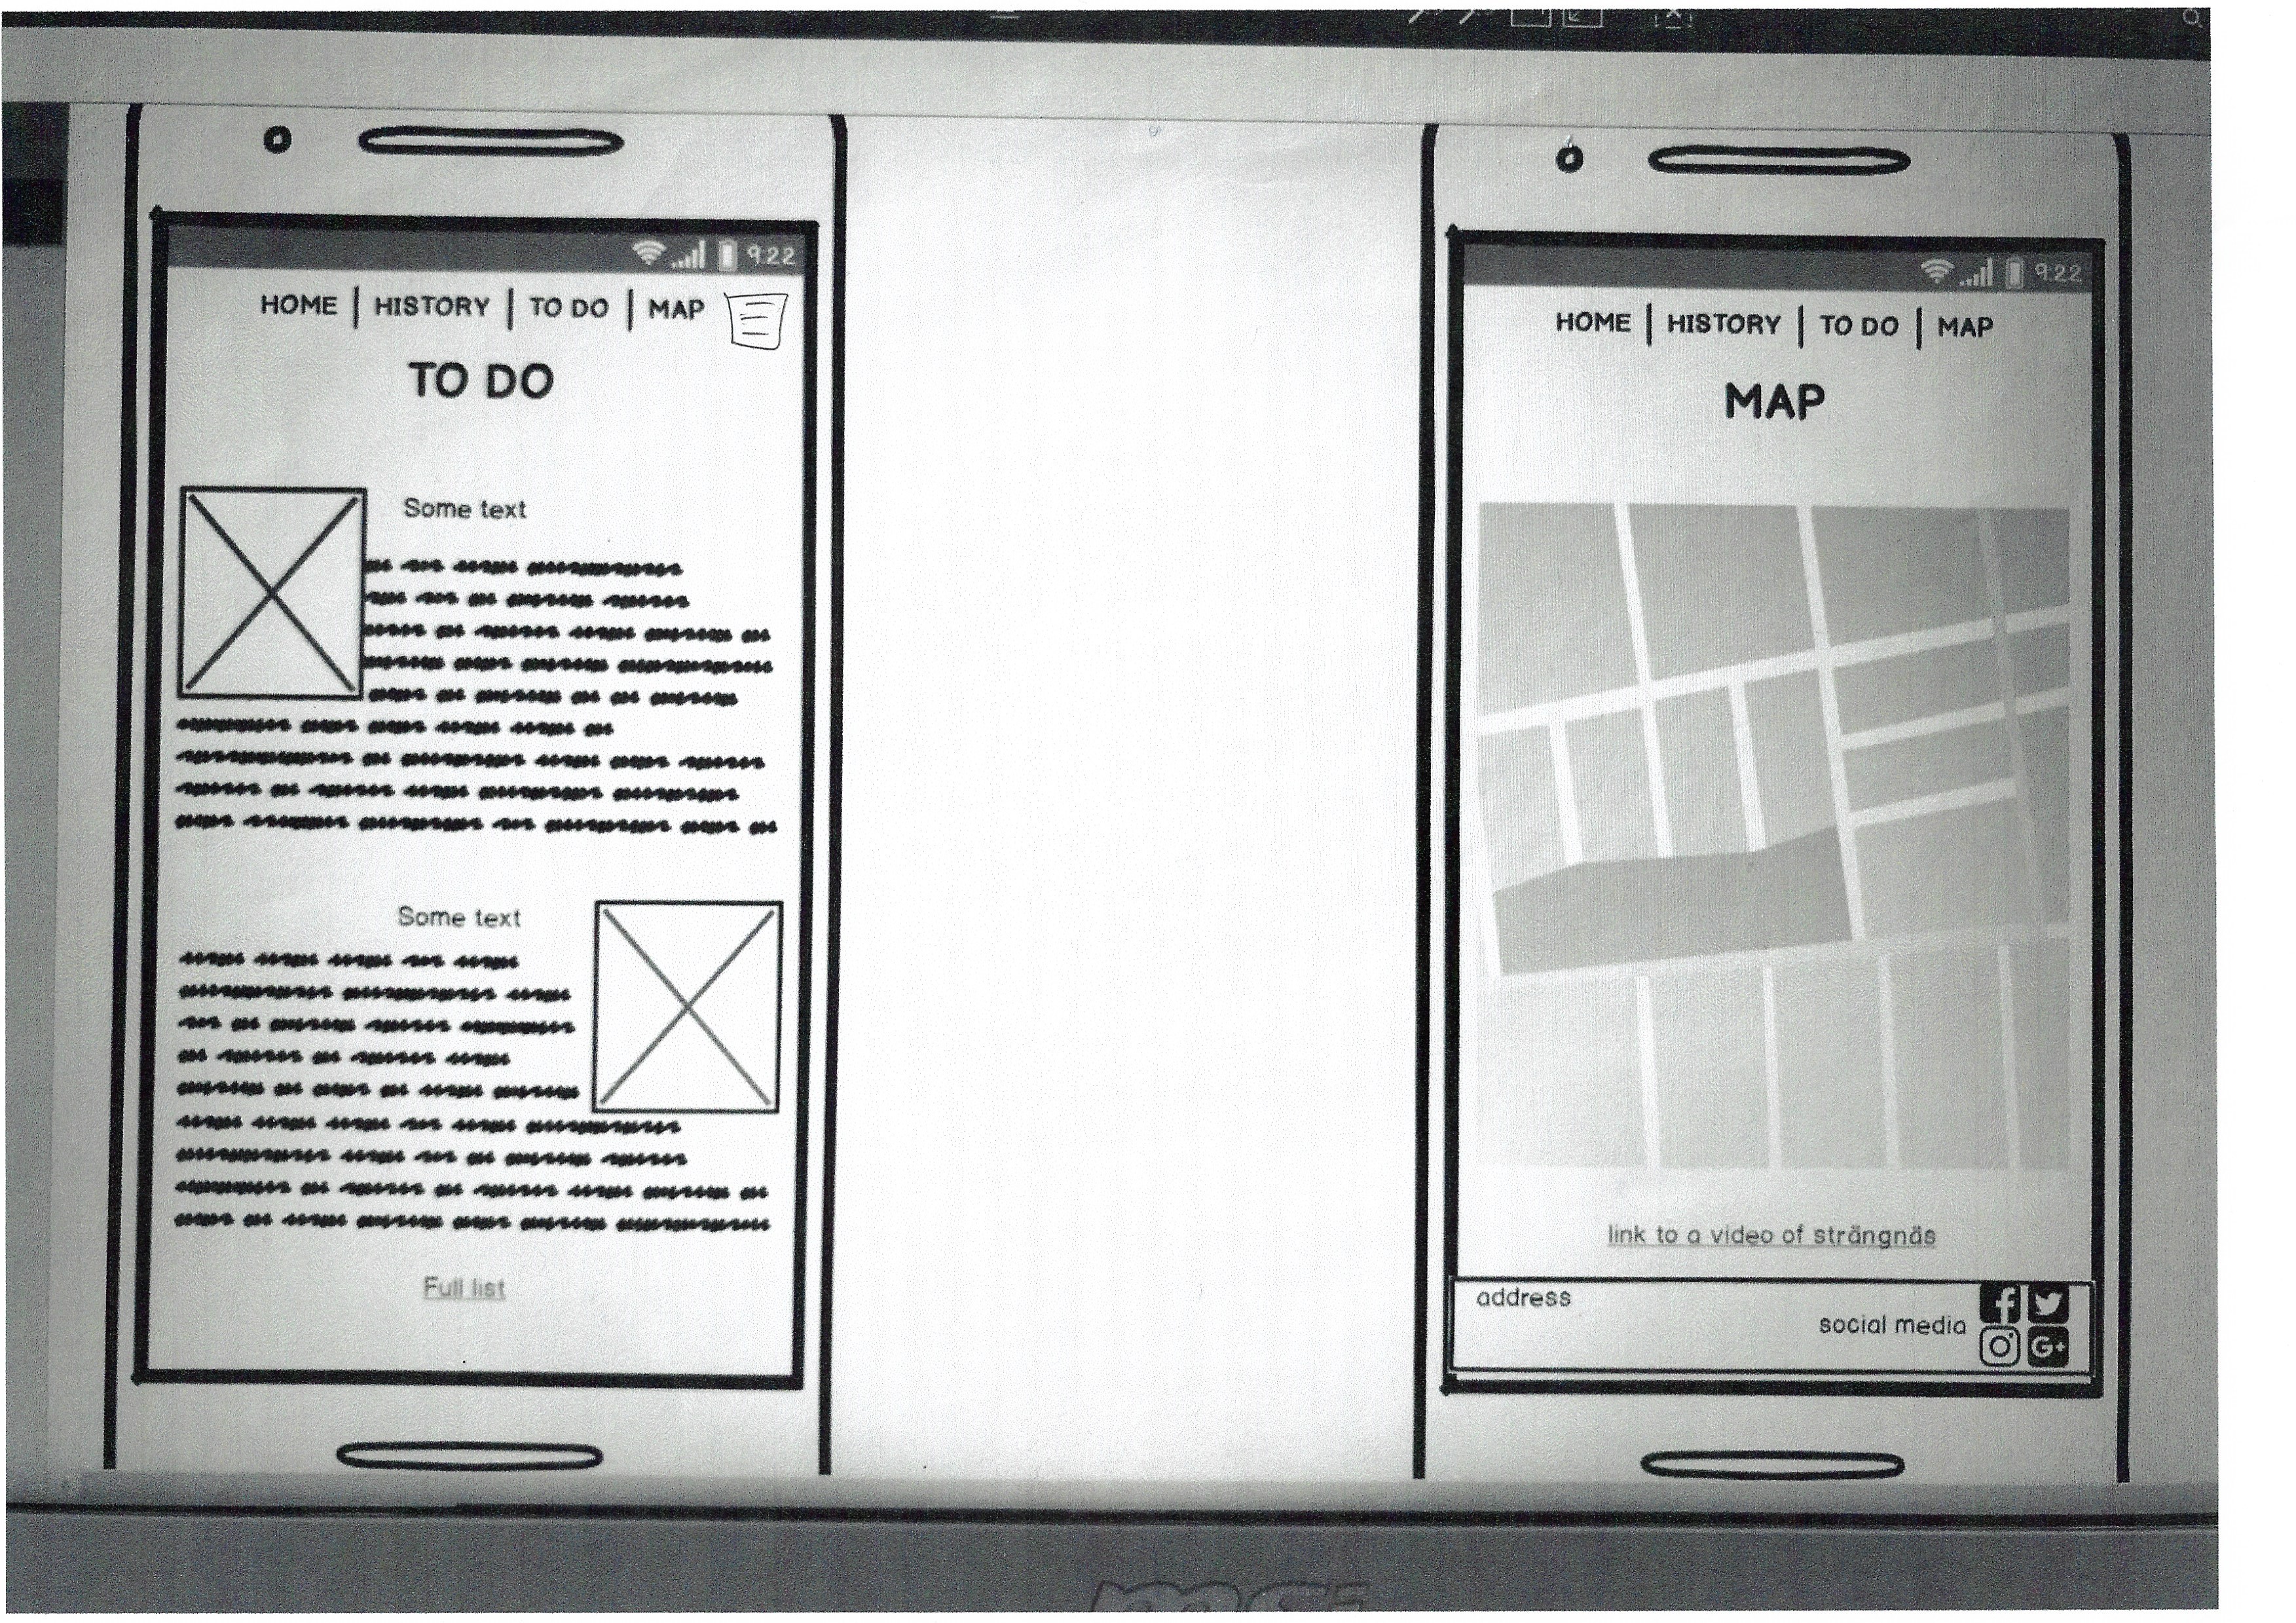 9:22
HOME | HISTORY | TO DO | MAP
TO DO
Some text
Some text
Full list
9:22
HOME | HISTORY | TO DO | MAP
MAP
link to a video of strängnäs
address
social media